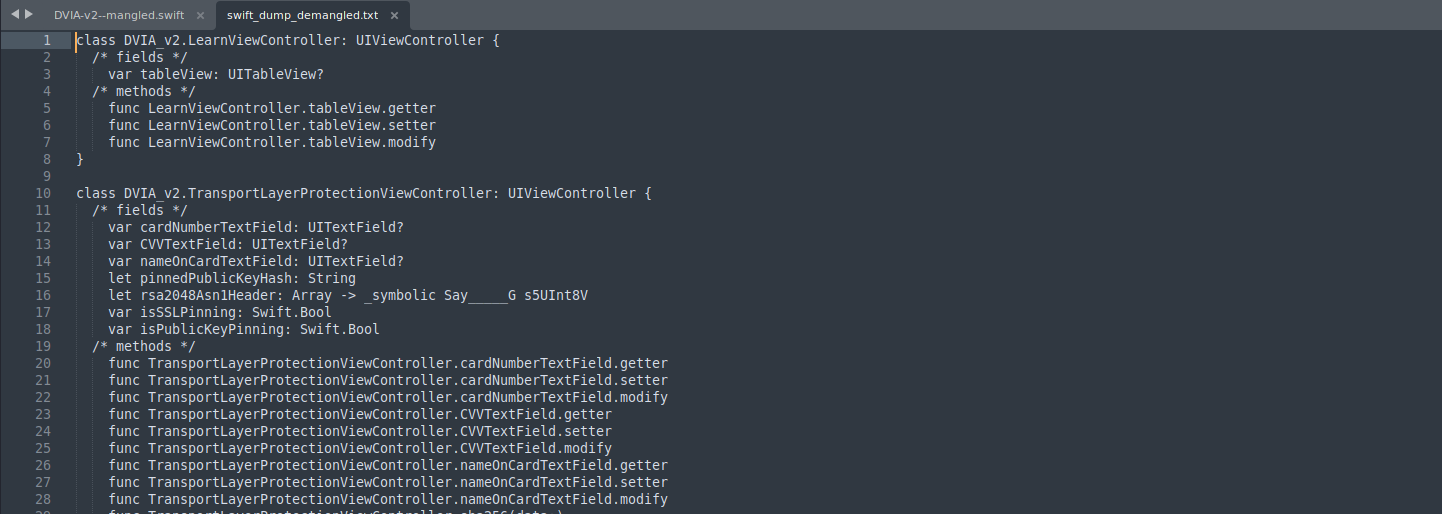 DVIA-v2--mangled.swift × swift_dump_demangled.txt ×
1 class DVIA_v2.LearnViewController: UIViewController {
2 /* fields */
3 var tableView: UITableView?
4 /* methods */
5 func LearnViewController.tableView.getter
6 func LearnViewController.tableView.setter
7 func LearnViewController.tableView.modify
8 }
9
10 class DVIA_v2.TransportLayerProtectionViewController: UIViewController {
11 /* fields */
12 var cardNumberTextField: UITextField?
13 var CVVTextField: UITextField?
14 var nameOnCardTextField: UITextField?
15 let pinnedPublicKeyHash: String
16 let rsa2048Asn1Header: Array -> _symbolic Say_____G s5UInt8V
17 var isSSLPinning: Swift.Bool
18 var isPublicKeyPinning: Swift.Bool
19 /* methods */
20 func TransportLayerProtectionViewController.cardNumberTextField.getter
21 func TransportLayerProtectionViewController.cardNumberTextField.setter
22 func TransportLayerProtectionViewController.cardNumberTextField.modify
23 func TransportLayerProtectionViewController.CVVTextField.getter
24 func TransportLayerProtectionViewController.CVVTextField.setter
25 func TransportLayerProtectionViewController.CVVTextField.modify
26 func TransportLayerProtectionViewController.nameOnCardTextField.getter
27 func TransportLayerProtectionViewController.nameOnCardTextField.setter
28 func TransportLayerProtectionViewController.nameOnCardTextField.modify